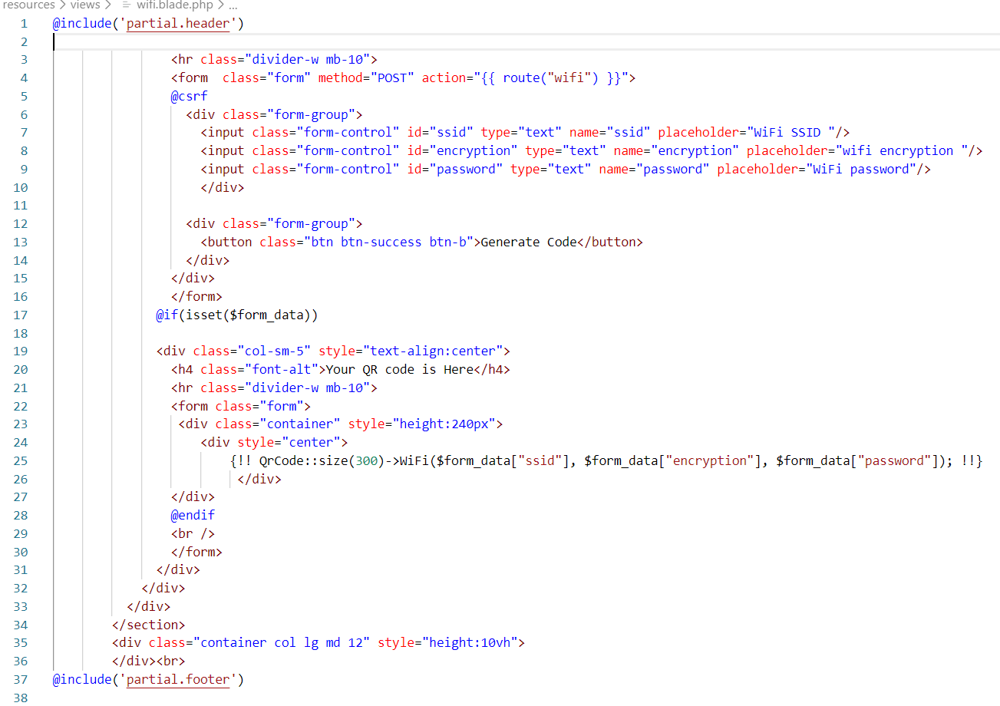 resources > views > wifi.blade.php > ...
1 @include('partial.header')
2
3 <hr class="divider-w mb-10">
4 <form  class="form" method="POST" action="{{ route("wifi") }}">
5 @csrf
6 <div class="form-group">
7 <input class="form-control" id="ssid" type="text" name="ssid" placeholder="WiFi SSID "/>
8 <input class="form-control" id="encryption" type="text" name="encryption" placeholder="wifi encryption "/>
9 <input class="form-control" id="password" type="text" name="password" placeholder="WiFi password"/>
10 </div>
11
12 <div class="form-group">
13 <button class="btn btn-success btn-b">Generate Code</button>
14 </div>
15 </div>
16 </form>
17 @if(isset($form_data))
18
19 <div class="col-sm-5" style="text-align:center">
20 <h4 class="font-alt">Your QR code is Here</h4>
21 <hr class="divider-w mb-10">
22 <form class="form">
23 <div class="container" style="height:240px">
24 <div style="center">
25 {!! QrCode::size(300)->WiFi($form_data["ssid"], $form_data["encryption"], $form_data["password"]); !!}
26 </div>
27 </div>
28 @endif
29 <br />
30 </form>
31 </div>
32 </div>
33 </div>
34 </section>
35 <div class="container col lg md 12" style="height:10vh">
36 </div><br>
37 @include('partial.footer')
38